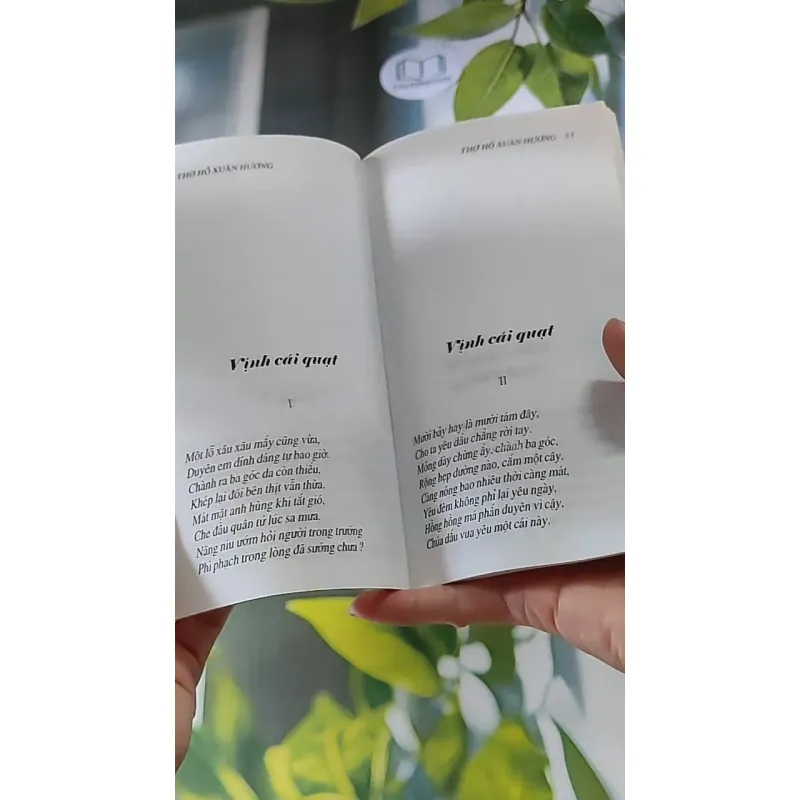 THƠ HỒ XUÂN HƯƠNG
Vịnh cái quạt
I
Một lỗ xâu xâu mấy cũng vừa,
Duyên em dính dáng tự bao giờ.
Chành ra ba góc da còn thiếu,
Khép lại đôi bên thịt vẫn thừa.
Mát mặt anh hùng khi tắt gió,
Che đầu quân tử lúc sa mưa.
Nâng niu ướm hỏi người trong trướng
Phì phạch trong lòng đã sướng chưa ?
THƠ HỒ XUÂN HƯƠNG
Vịnh cái quạt
II
Mười bảy hay là mười tám đây,
Cho ta yêu dấu chẳng rời tay.
Mỏng dày chừng ấy, chành ba góc,
Rộng hẹp dường nào, cắm một cây,
Càng nóng bao nhiêu thời càng mát,
Yêu đêm không phỉ lại yêu ngày,
Hồng hồng má phấn duyên vì cậy,
Chúa dấu vua yêu một cái này,